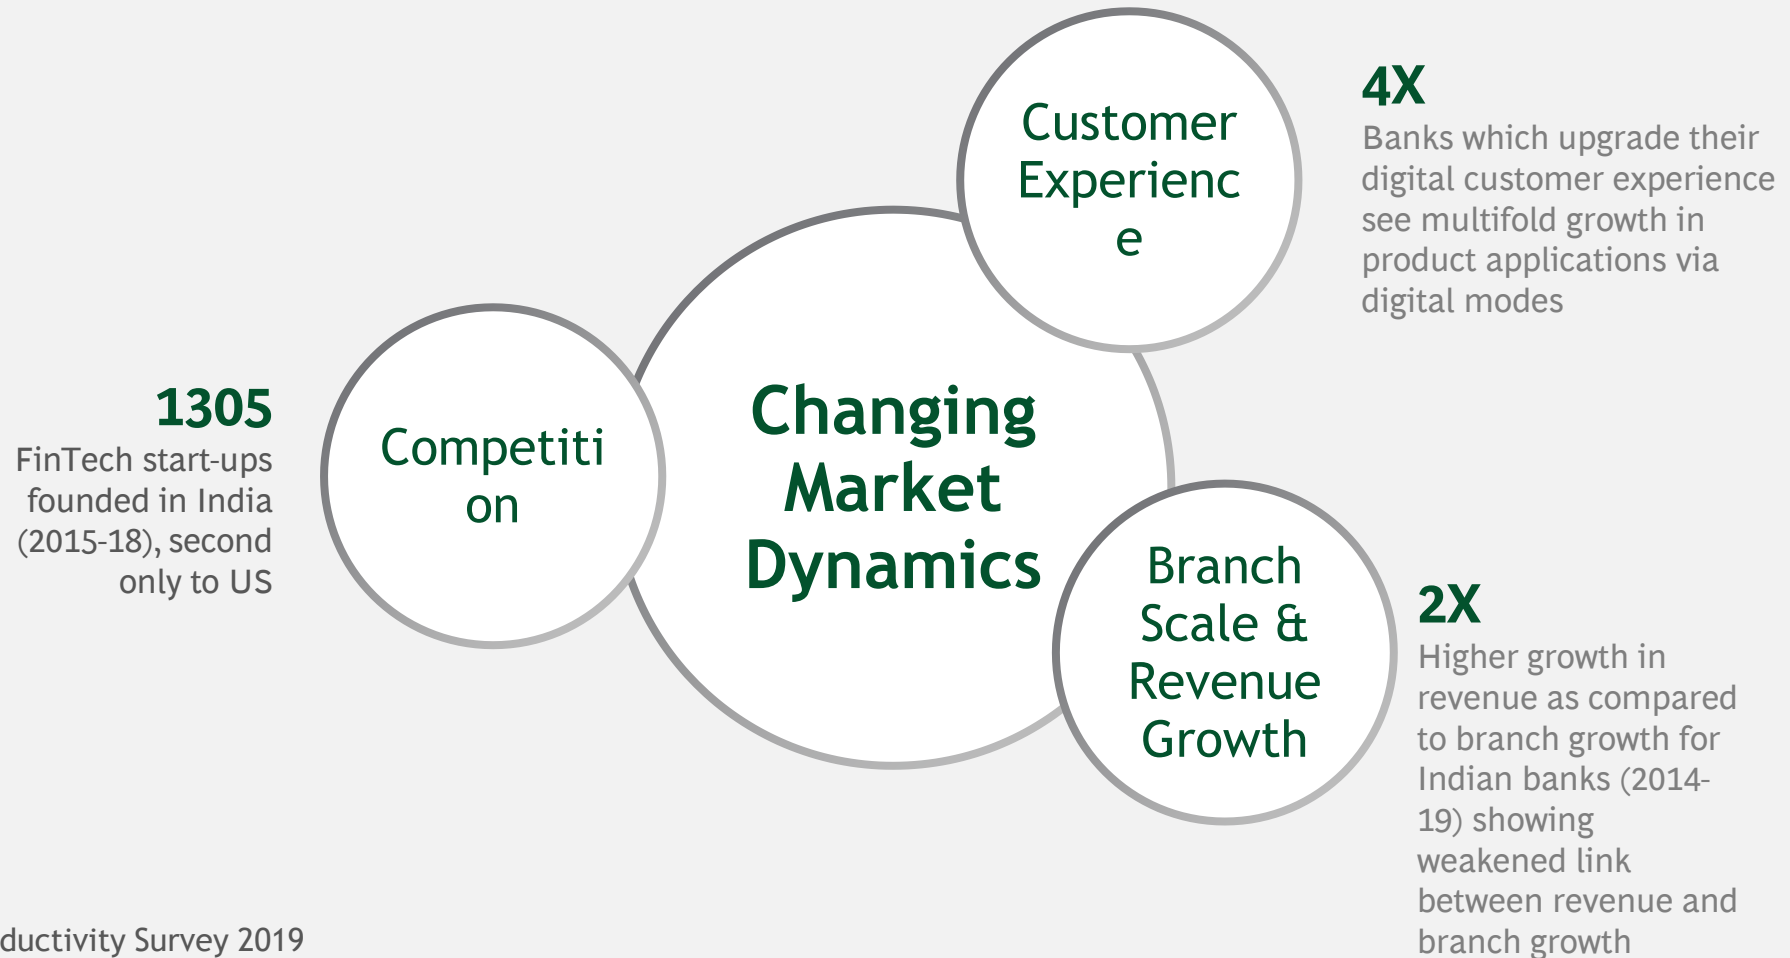 Customer
Experienc
e
4X
Banks which upgrade their
digital customer experience
see multifold growth in
product applications via
digital modes
1305
FinTech start-ups
founded in India
(2015-18), second
only to US
Competiti
on
Changing
Market
Dynamics
Branch
Scale &
Revenue
Growth
2X
Higher growth in
revenue as compared
to branch growth for
Indian banks (2014-
19) showing
weakened link
between revenue and
branch growth
ductivity Survey 2019